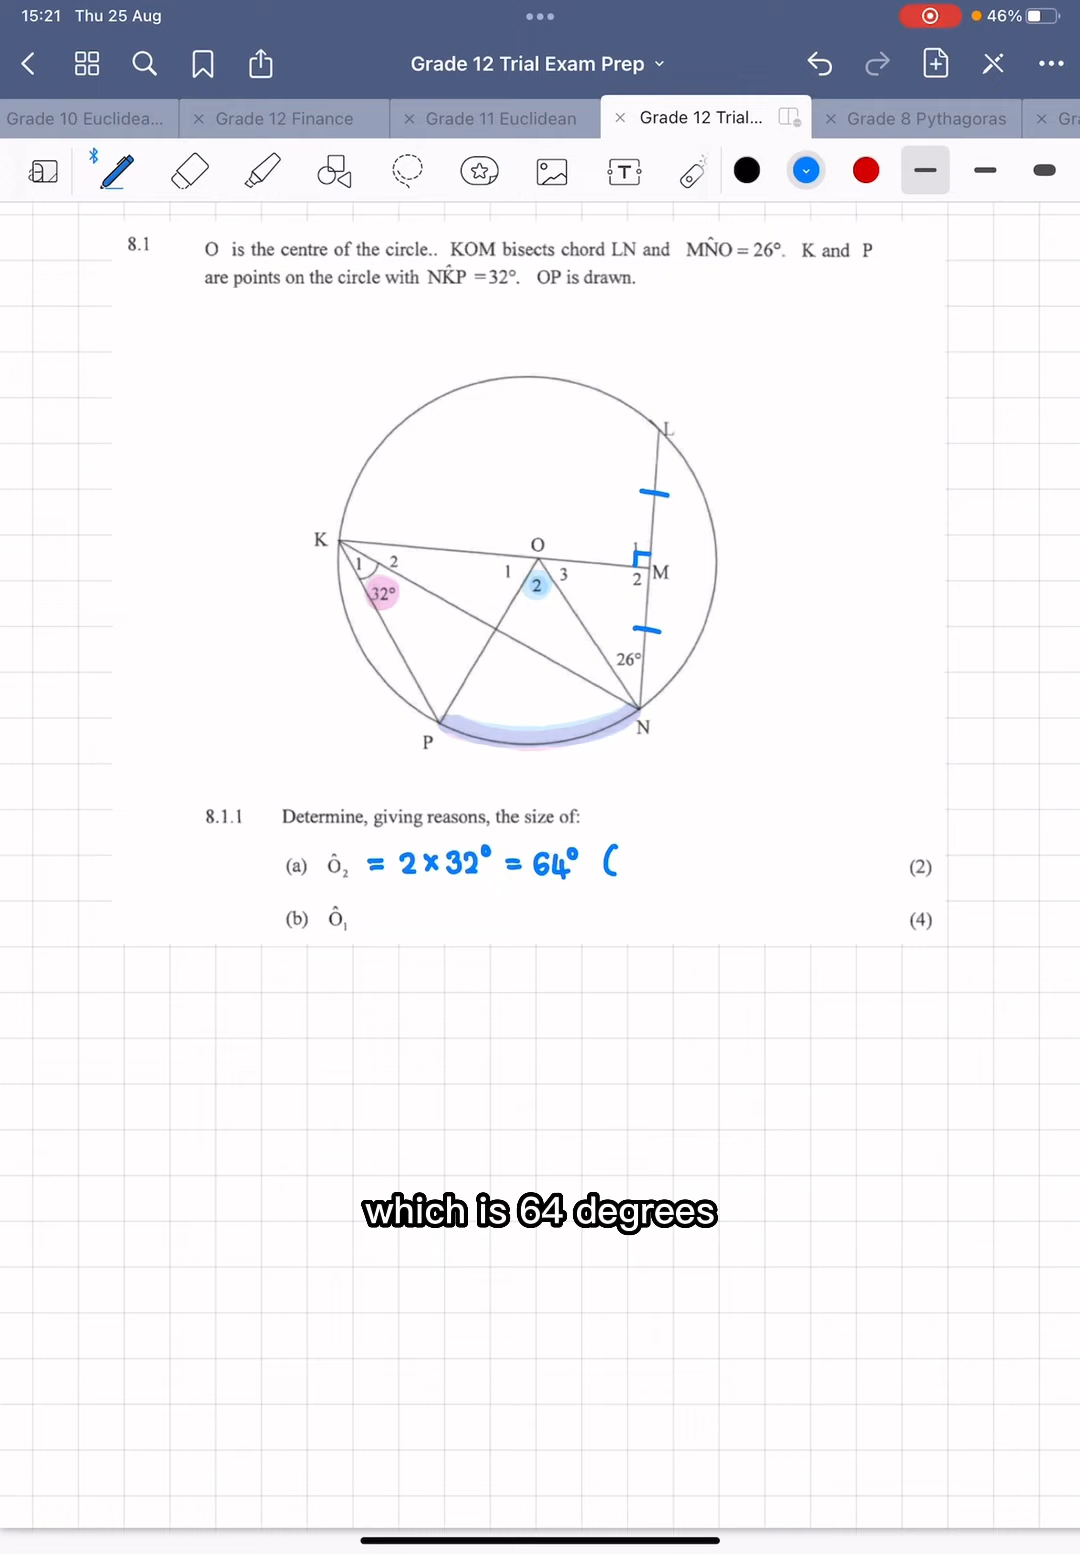 15:21 Thu 25 Aug
46%
Grade 12 Trial Exam Prep
Grade 10 Euclidea... × Grade 12 Finance × Grade 11 Euclidean × Grade 12 Trial... × Grade 8 Pythagoras × Gr
T
8.1 O is the centre of the circle.. KOM bisects chord LN and MN̂O = 26°. K and P
are points on the circle with NK̂P = 32°. OP is drawn.
L
K
O
1 2
1 2 3
1
2 M
32°
26°
N
P
8.1.1 Determine, giving reasons, the size of:
(a) Ô₂ = 2 × 32° = 64° ( (2)
(b) Ô₁ (4)
which is 64 degrees